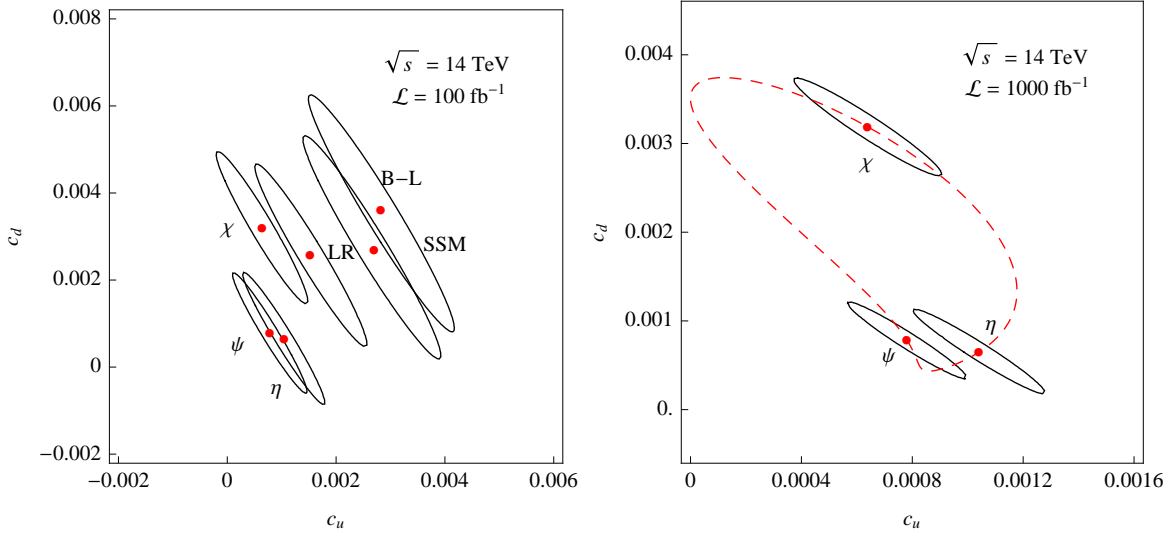 0.008
0.006
0.004
0.002
0
−0.002
c_d
√s = 14 TeV
ℒ = 100 fb⁻¹
B−L
SSM
χ
LR
ψ
η
−0.002
0
0.002
0.004
0.006
c_u
0.004
0.003
0.002
0.001
0.
c_d
√s = 14 TeV
ℒ = 1000 fb⁻¹
χ
η
ψ
0
0.0004
0.0008
0.0012
0.0016
c_u